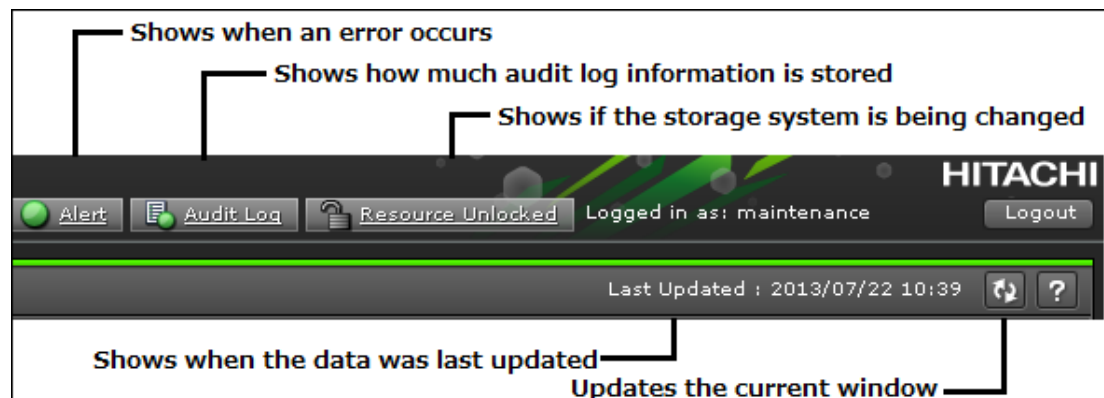 Shows when an error occurs
Shows how much audit log information is stored
Shows if the storage system is being changed
HITACHI
Alert Audit Log Resource Unlocked Logged in as: maintenance Logout
Last Updated : 2013/07/22 10:39 ?
Shows when the data was last updated
Updates the current window